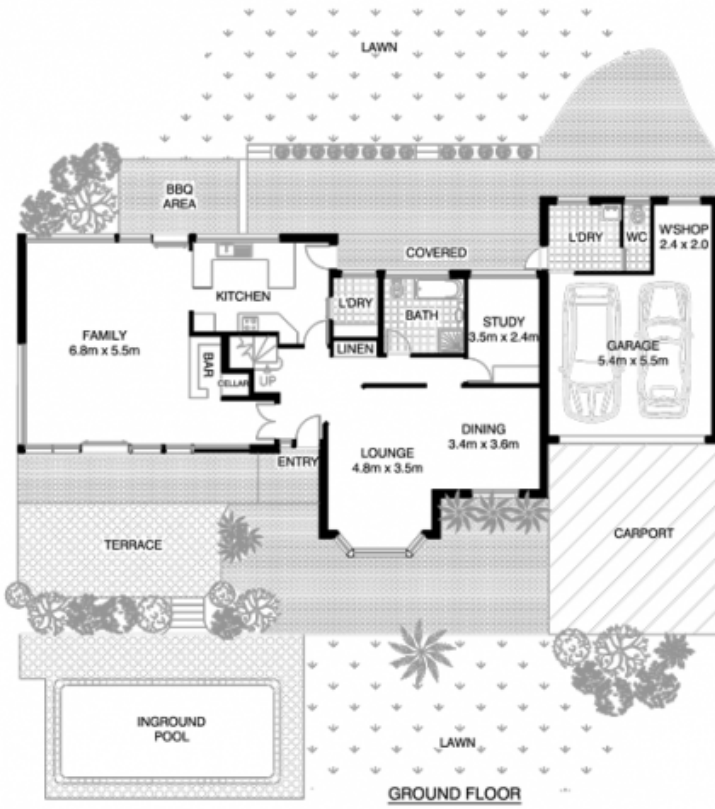 LAWN
BBQ
AREA
COVERED
L'DRY
WC
W'SHOP
2.4 x 2.0
KITCHEN
L'DRY
BATH
STUDY
3.5m x 2.4m
FAMILY
6.8m x 5.5m
LINEN
GARAGE
5.4m x 5.5m
BAR
CELLAR
UP
ENTRY
LOUNGE
4.8m x 3.5m
DINING
3.4m x 3.6m
TERRACE
CARPORT
INGROUND
POOL
LAWN
GROUND FLOOR